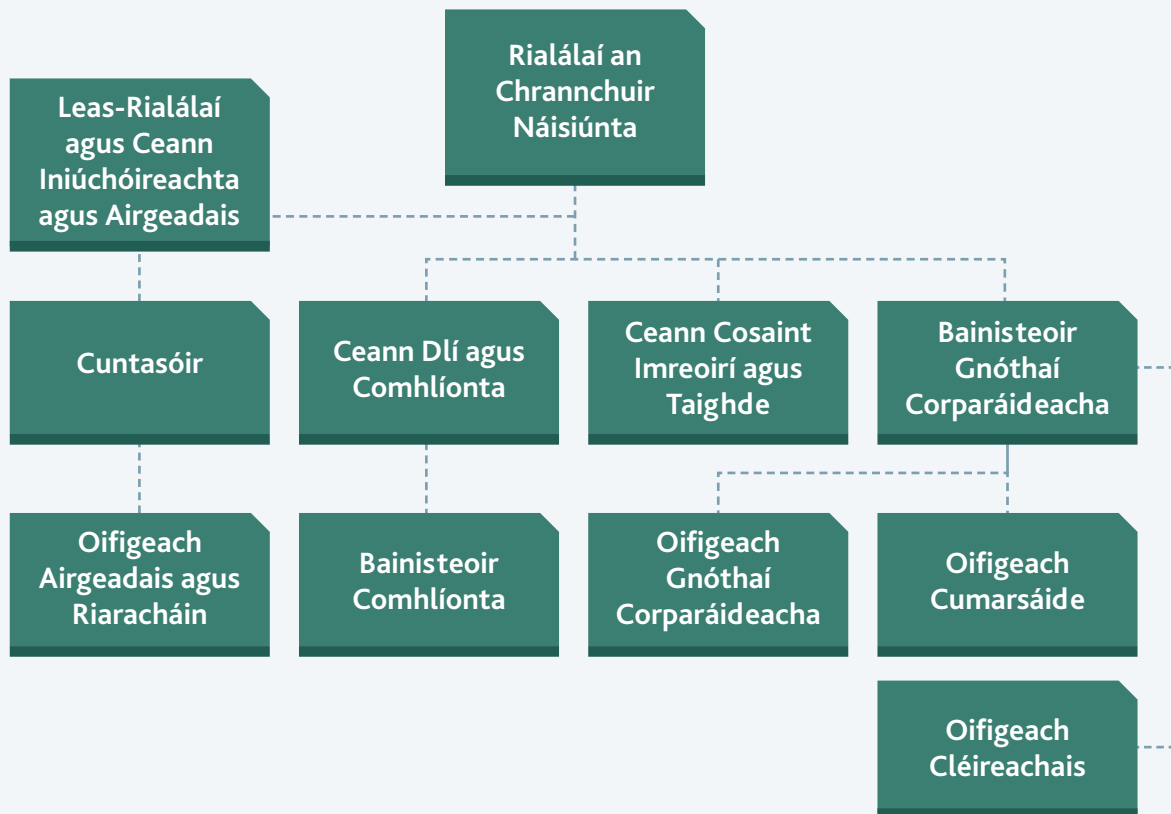 Rialálaí an
Chrannchuir
Náisiúnta
Leas-Rialálaí
agus Ceann
Iniúchóireachta
agus Airgeadais
Cuntasóir
Ceann Dlí agus
Comhlíonta
Ceann Cosaint
Imreoirí agus
Taighde
Bainisteoir
Gnóthaí
Corparáideacha
Oifigeach
Airgeadais agus
Riaracháin
Bainisteoir
Comhlíonta
Oifigeach
Gnóthaí
Corparáideacha
Oifigeach
Cumarsáide
Oifigeach
Cléireachais